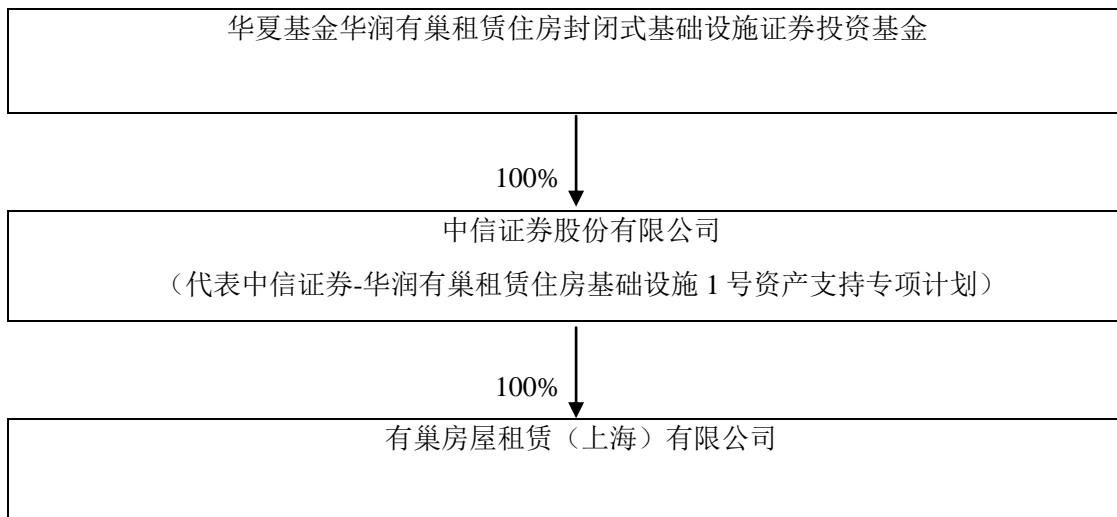 华夏基金华润有巢租赁住房封闭式基础设施证券投资基金
100%
中信证券股份有限公司
（代表中信证券-华润有巢租赁住房基础设施 1 号资产支持专项计划）
100%
有巢房屋租赁（上海）有限公司